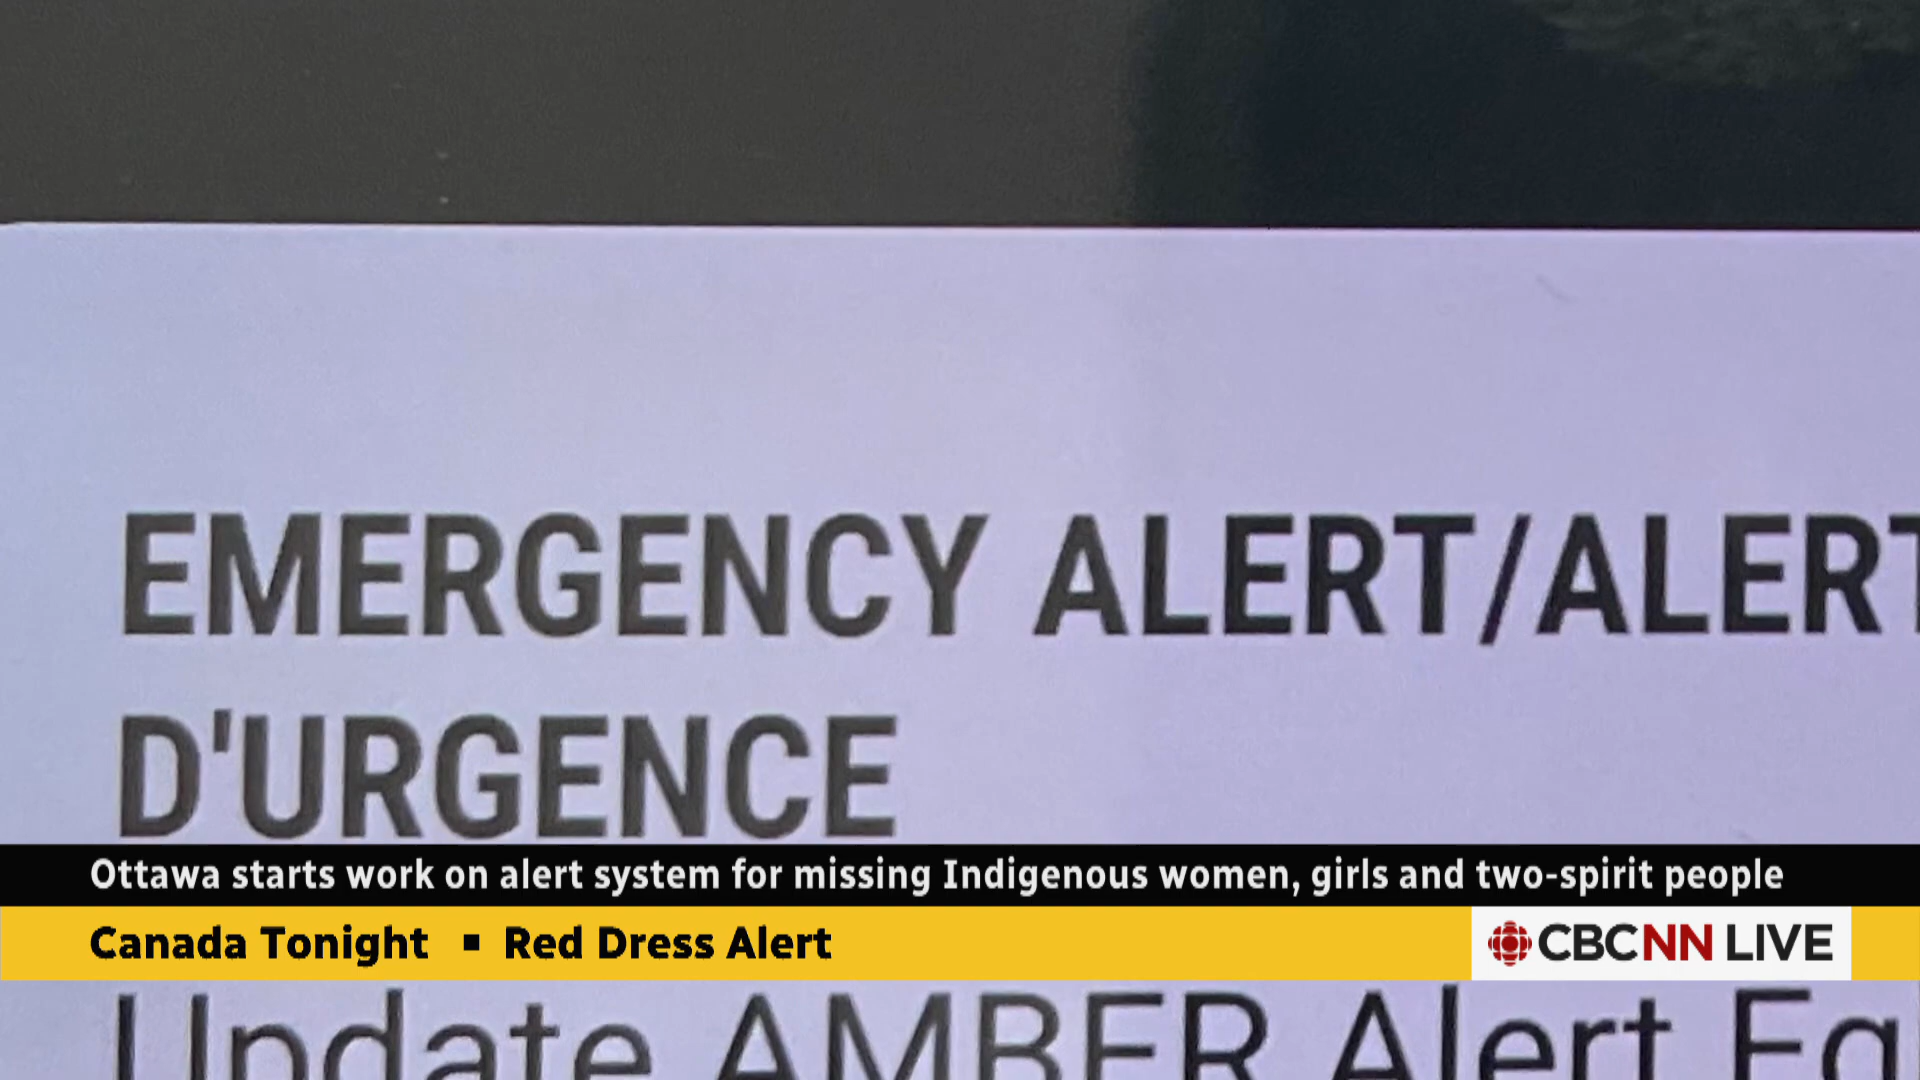 EMERGENCY ALERT/ALERT
D'URGENCE
Ottawa starts work on alert system for missing Indigenous women, girls and two-spirit people
Canada Tonight ▪ Red Dress Alert
CBCNN LIVE
Update AMBER Alert